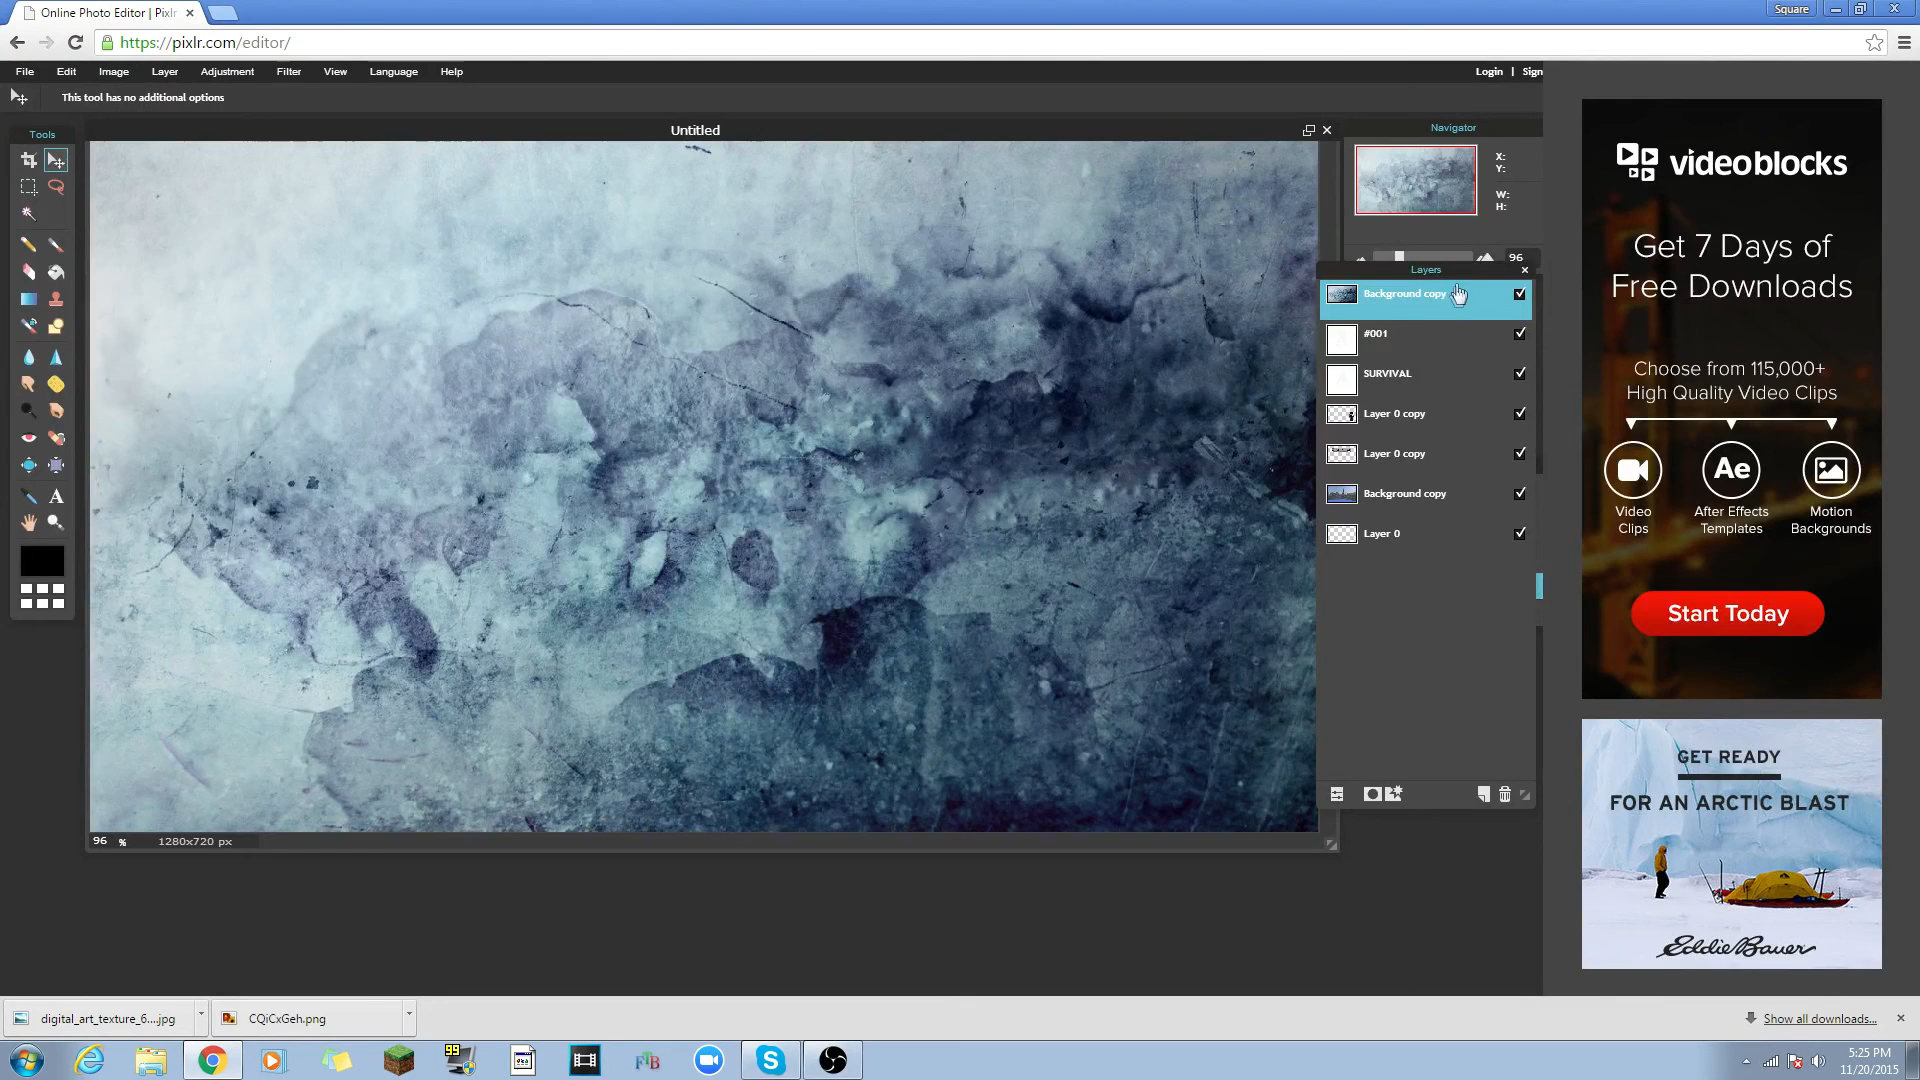 Online Photo Editor | Pixlr
Square
https://pixlr.com/editor/
File Edit Image Layer Adjustment Filter View Language Help
Login | Sign
This tool has no additional options
Tools
Untitled
Navigator
X:
Y:
W:
H:
96
Layers
Background copy
#001
SURVIVAL
Layer 0 copy
Layer 0 copy
Background copy
Layer 0
A
96 % 1280x720 px
videoblocks
Get 7 Days of
Free Downloads
Choose from 115,000+
High Quality Video Clips
Ae
Video
Clips
After Effects
Templates
Motion
Backgrounds
Start Today
GET READY
FOR AN ARCTIC BLAST
Eddie Bauer
digital_art_texture_6....jpg
CQiCxGeh.png
Show all downloads...
99
FTB
5:25 PM
11/20/2015